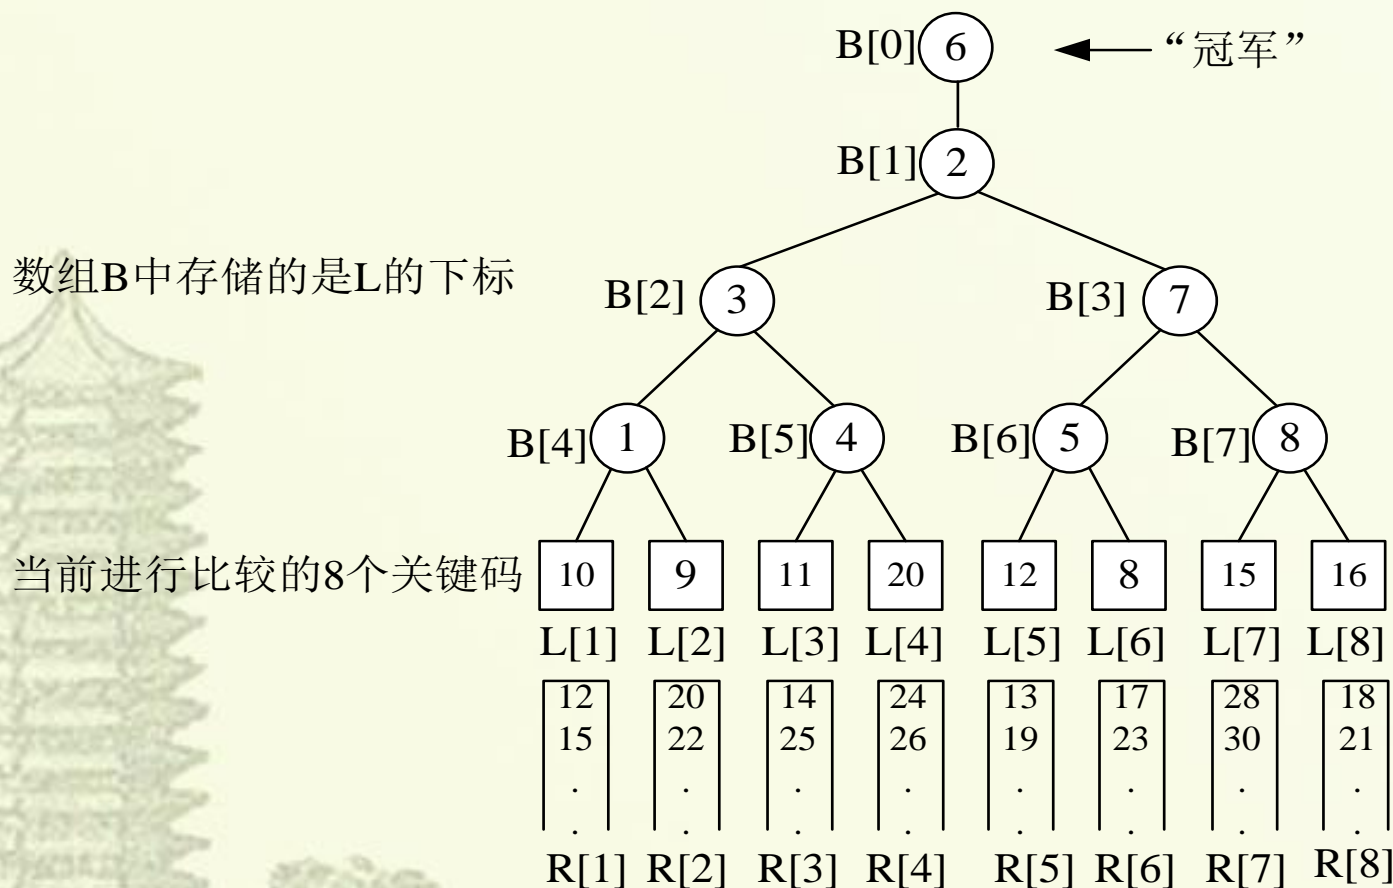 B[0] 6 “冠军”
B[1] 2
数组B中存储的是L的下标
B[2] 3 B[3] 7
B[4] 1 B[5] 4 B[6] 5 B[7] 8
当前进行比较的8个关键码 10 9 11 20 12 8 15 16
L[1] L[2] L[3] L[4] L[5] L[6] L[7] L[8]
12 20 14 24 13 17 28 18
15 22 25 26 19 23 30 21
. . . . . . . .
. . . . . . . .
R[1] R[2] R[3] R[4] R[5] R[6] R[7] R[8]